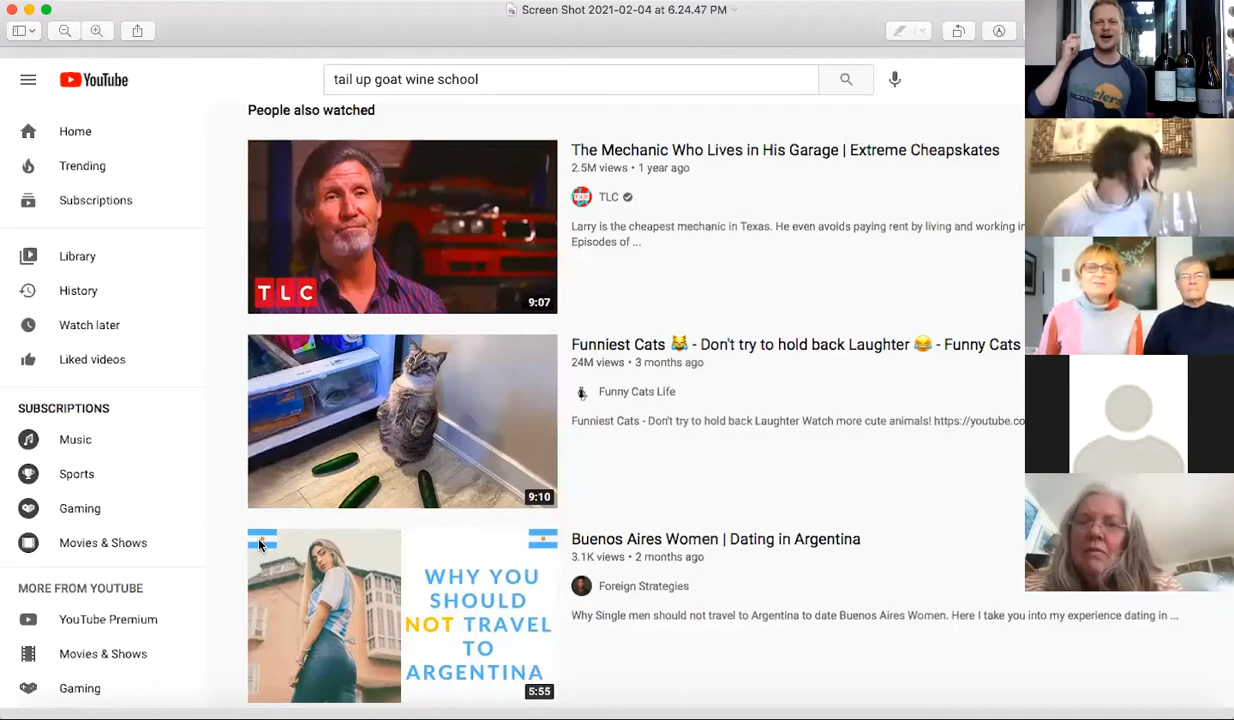 Screen Shot 2021-02-04 at 6.24.47 PM
YouTube
tail up goat wine school
Home
Trending
Subscriptions
Library
History
Watch later
Liked videos
SUBSCRIPTIONS
Music
Sports
Gaming
Movies & Shows
MORE FROM YOUTUBE
YouTube Premium
Movies & Shows
Gaming
People also watched
TLC
9:07
The Mechanic Who Lives in His Garage | Extreme Cheapskates
2.5M views • 1 year ago
TLC
Larry is the cheapest mechanic in Texas. He even avoids paying rent by living and working in
Episodes of ...
9:10
Funniest Cats 😹 - Don't try to hold back Laughter 😂 - Funny Cats
24M views • 3 months ago
Funny Cats Life
Funniest Cats - Don't try to hold back Laughter Watch more cute animals! https://youtube.co
WHY YOU
SHOULD
NOT TRAVEL
TO
ARGENTINA
5:55
Buenos Aires Women | Dating in Argentina
3.1K views • 2 months ago
Foreign Strategies
Why Single men should not travel to Argentina to date Buenos Aires Women. Here I take you into my experience dating in ...